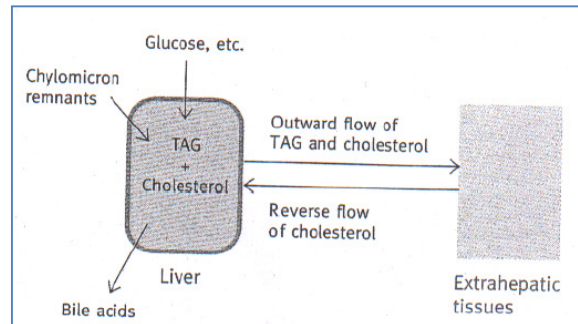 Glucose, etc.
Chylomicron
remnants
TAG
+
Cholesterol
Outward flow of
TAG and cholesterol
Reverse flow
of cholesterol
Liver
Bile acids
Extrahepatic
tissues